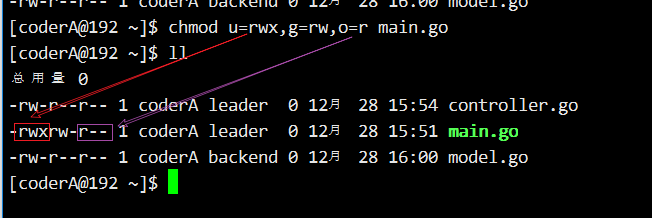 -rw-r--r-- 1 coderA backend 0 12月 28 16:00 model.go
[coderA@192 ~]$ chmod u=rwx,g=rw,o=r main.go
[coderA@192 ~]$ ll
总用量 0
-rw-r--r-- 1 coderA leader  0 12月  28 15:54 controller.go
-rwxrw-r-- 1 coderA leader  0 12月  28 15:51 main.go
-rw-r--r-- 1 coderA backend 0 12月  28 16:00 model.go
[coderA@192 ~]$